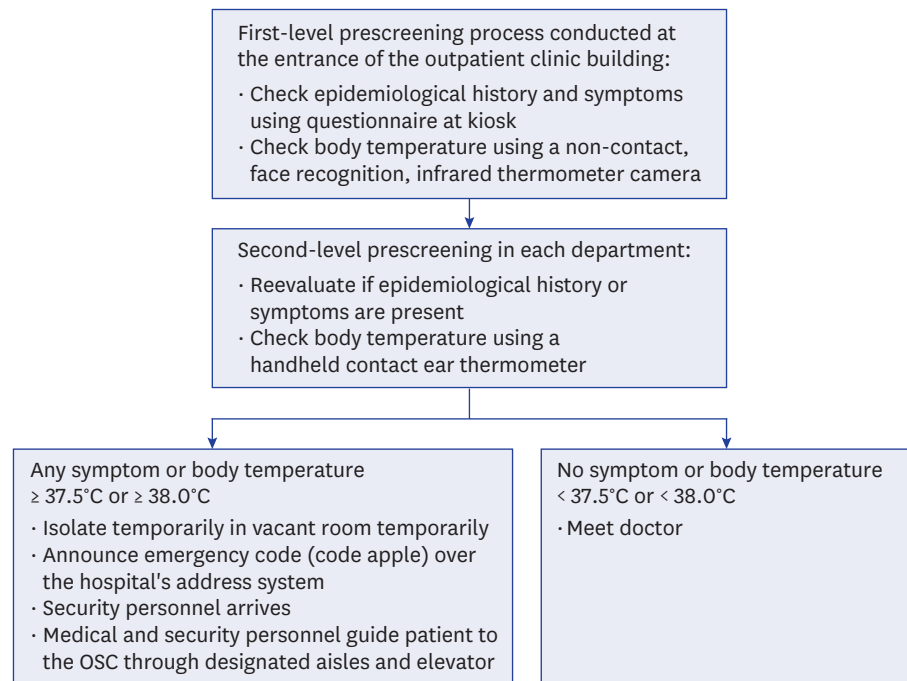 First-level prescreening process conducted at
the entrance of the outpatient clinic building:
· Check epidemiological history and symptoms
using questionnaire at kiosk
· Check body temperature using a non-contact,
face recognition, infrared thermometer camera
Second-level prescreening in each department:
· Reevaluate if epidemiological history or
symptoms are present
· Check body temperature using a
handheld contact ear thermometer
Any symptom or body temperature
≥ 37.5°C or ≥ 38.0°C
· Isolate temporarily in vacant room temporarily
· Announce emergency code (code apple) over
the hospital's address system
· Security personnel arrives
· Medical and security personnel guide patient to
the OSC through designated aisles and elevator
No symptom or body temperature
< 37.5°C or < 38.0°C
· Meet doctor